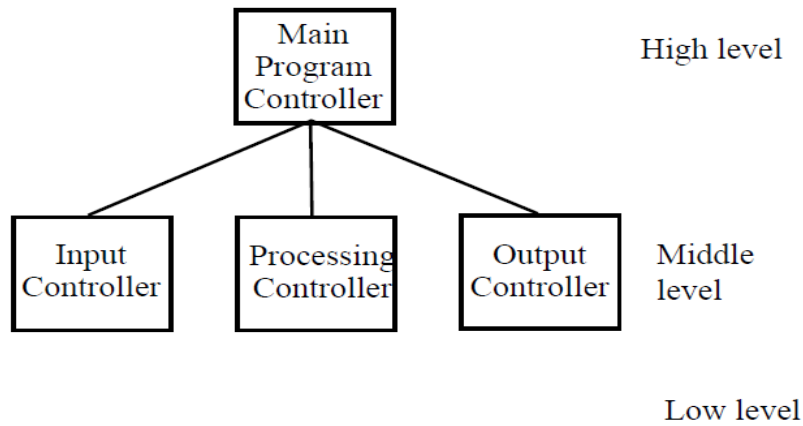 Main
Program
Controller
High level
Input
Controller
Processing
Controller
Output
Controller
Middle
level
Low level